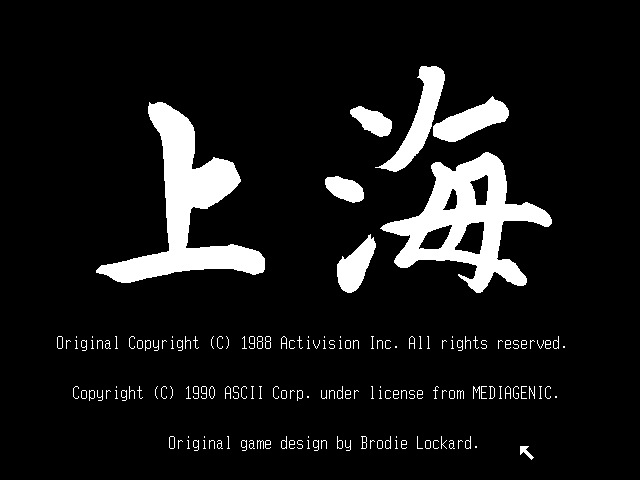 上海
Original Copyright (C) 1988 Activision Inc. All rights reserved.
Copyright (C) 1990 ASCII Corp. under license from MEDIAGENIC.
Original game design by Brodie Lockard.